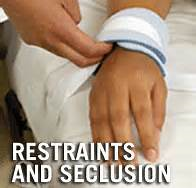 RESTRAINTS
AND SECLUSION